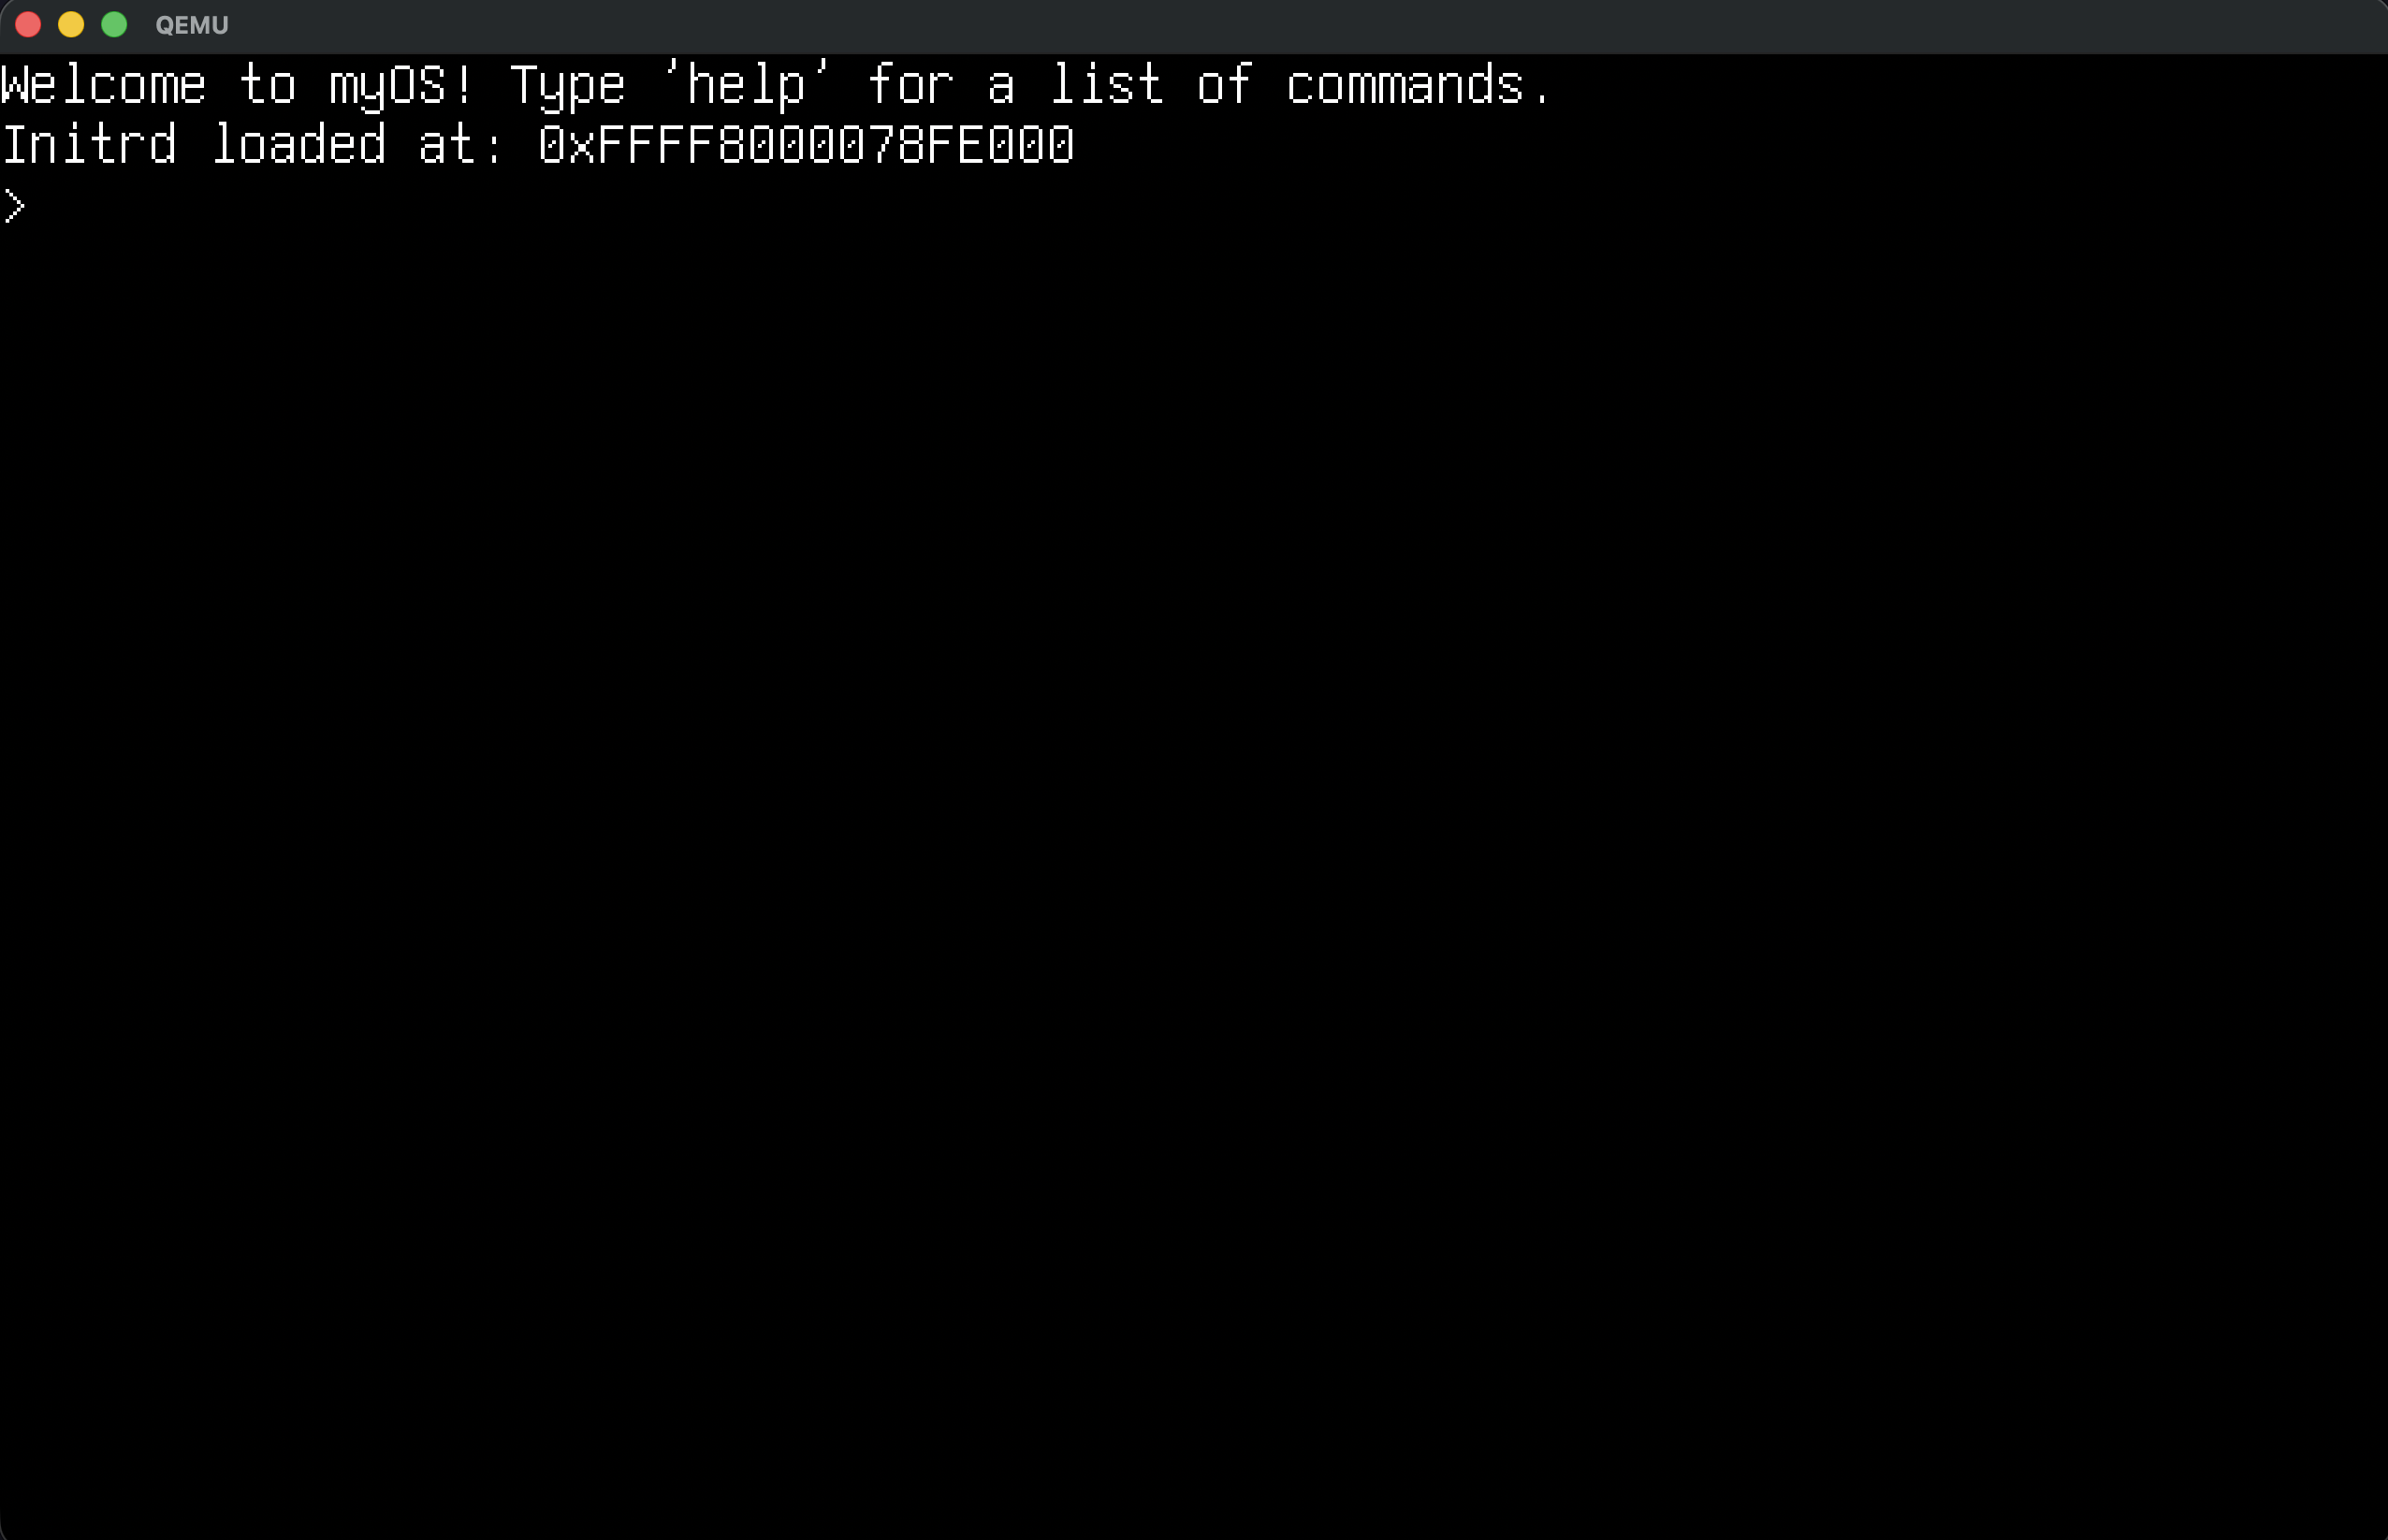 QEMU
Welcome to myOS! Type 'help' for a list of commands.
Initrd loaded at: 0xFFFF8000078FE000
>